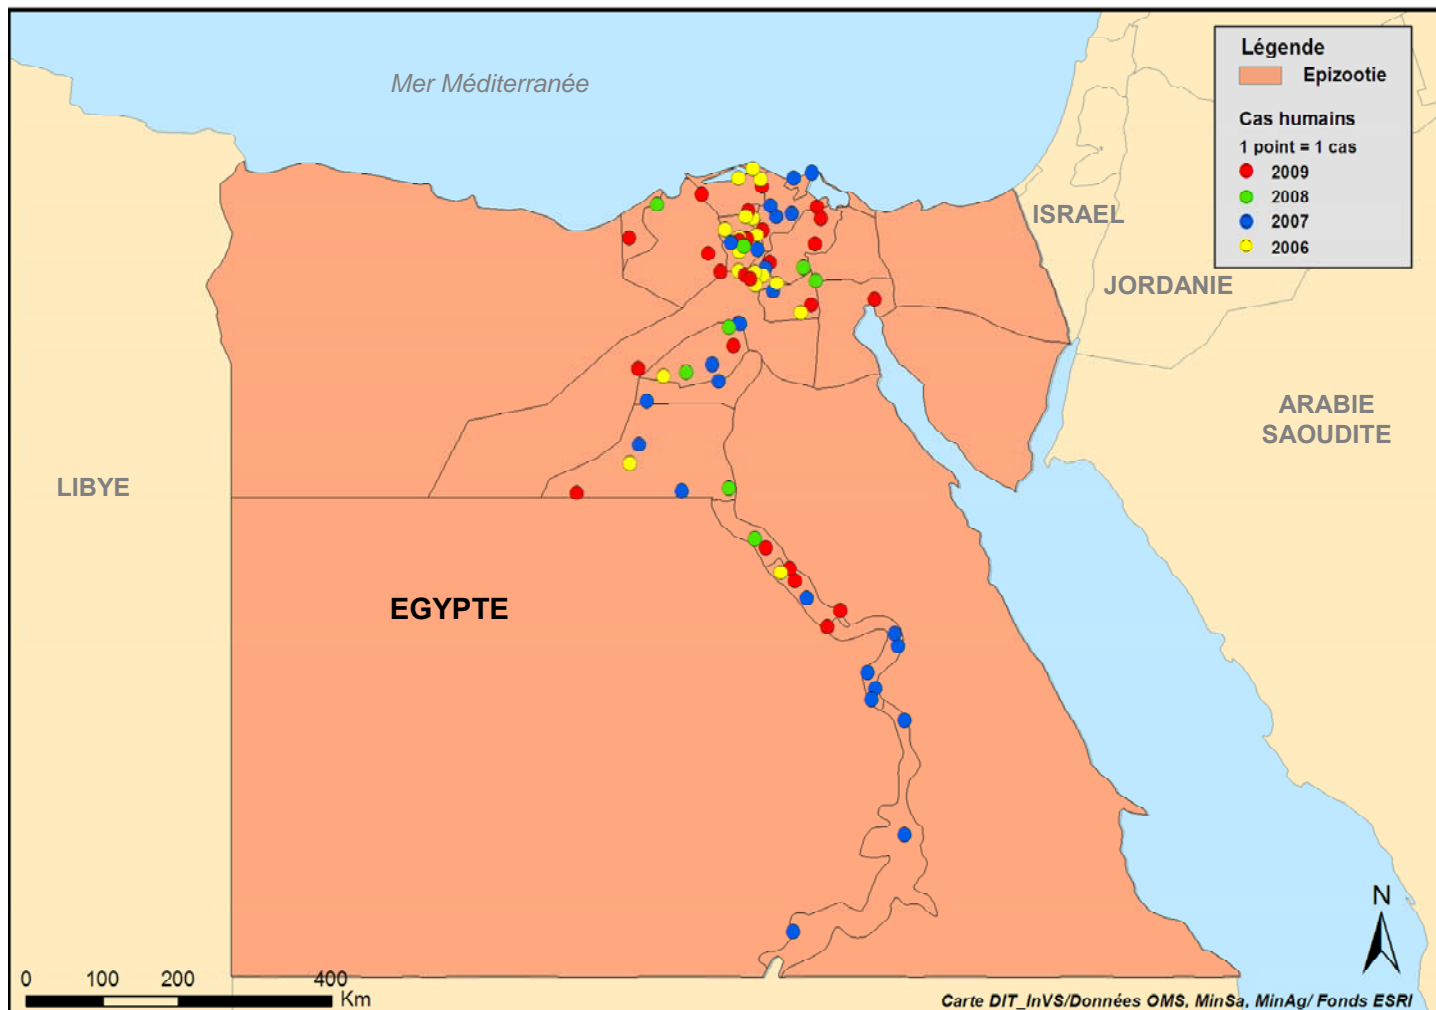 Mer Méditerranée
Légende
Epizootie
Cas humains
1 point = 1 cas
2009
2008
2007
2006
ISRAEL
JORDANIE
ARABIE
SAOUDITE
LIBYE
EGYPTE
N
0 100 200 400
Km
Carte DIT_InVS/Données OMS, MinSa, MinAg/ Fonds ESRI